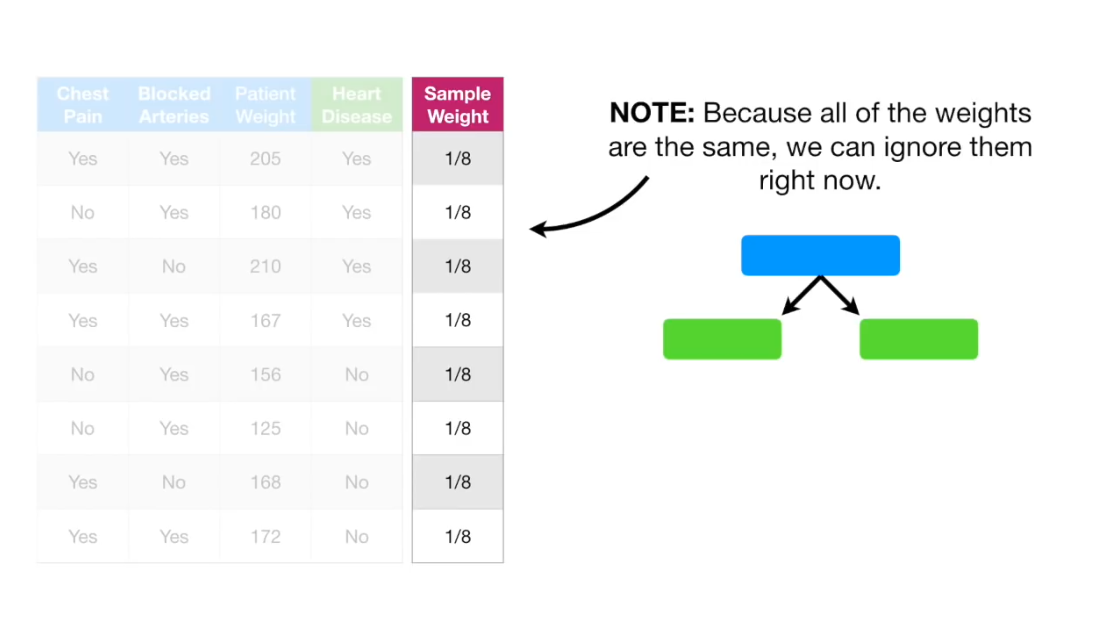 Chest Pain Blocked Arteries Patient Weight Heart Disease Sample Weight
Yes Yes 205 Yes 1/8
No Yes 180 Yes 1/8
Yes No 210 Yes 1/8
Yes Yes 167 Yes 1/8
No Yes 156 No 1/8
No Yes 125 No 1/8
Yes No 168 No 1/8
Yes Yes 172 No 1/8
NOTE: Because all of the weights
are the same, we can ignore them
right now.